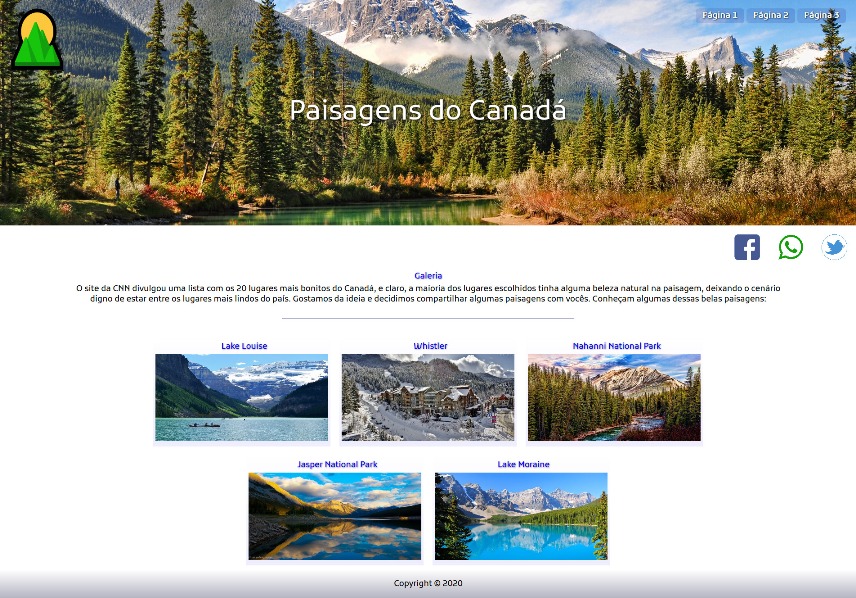 Página 1 Página 2 Página 3
Paisagens do Canadá
Galeria
O site da CNN divulgou uma lista com os 20 lugares mais bonitos do Canadá, e claro, a maioria dos lugares escolhidos tinha alguma beleza natural na paisagem, deixando o cenário
digno de estar entre os lugares mais lindos do país. Gostamos da ideia e decidimos compartilhar algumas paisagens com vocês. Conheçam algumas dessas belas paisagens:
Lake Louise Whistler Nahanni National Park
Jasper National Park Lake Moraine
Copyright © 2020